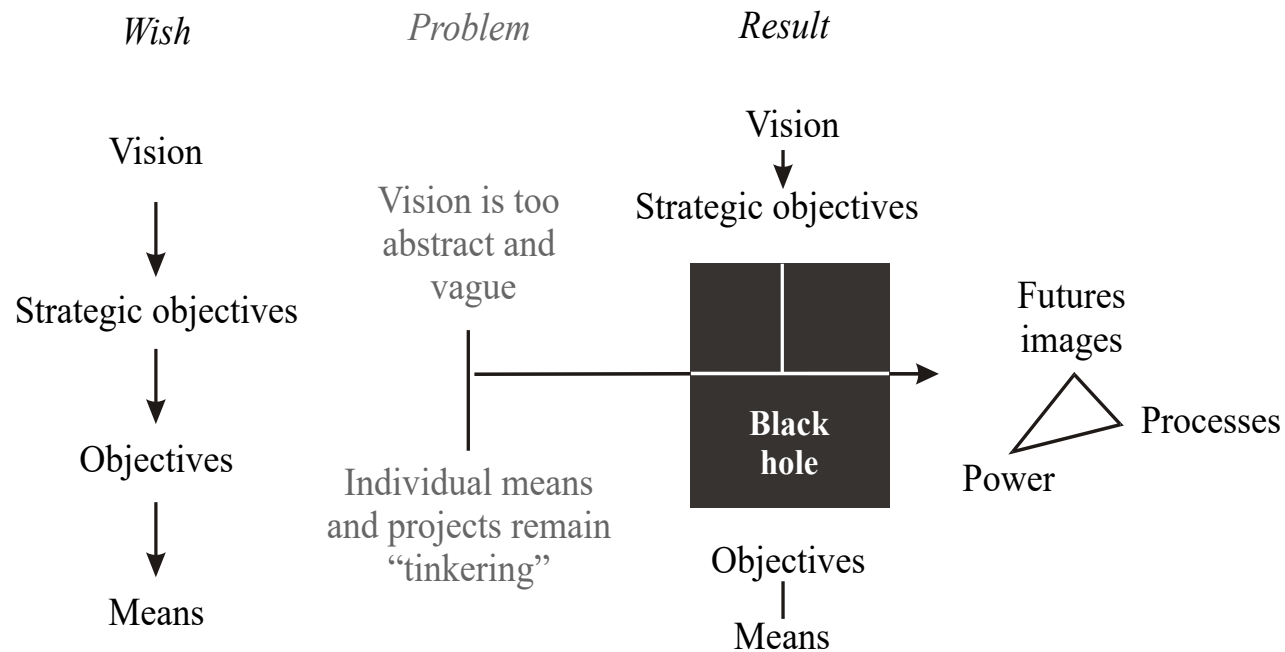 Wish
Problem
Result
Vision
Strategic objectives
Objectives
Means
Vision is too
abstract and
vague
Individual means
and projects remain
“tinkering”
Vision
Strategic objectives
Black
hole
Objectives
Means
Futures
images
Processes
Power